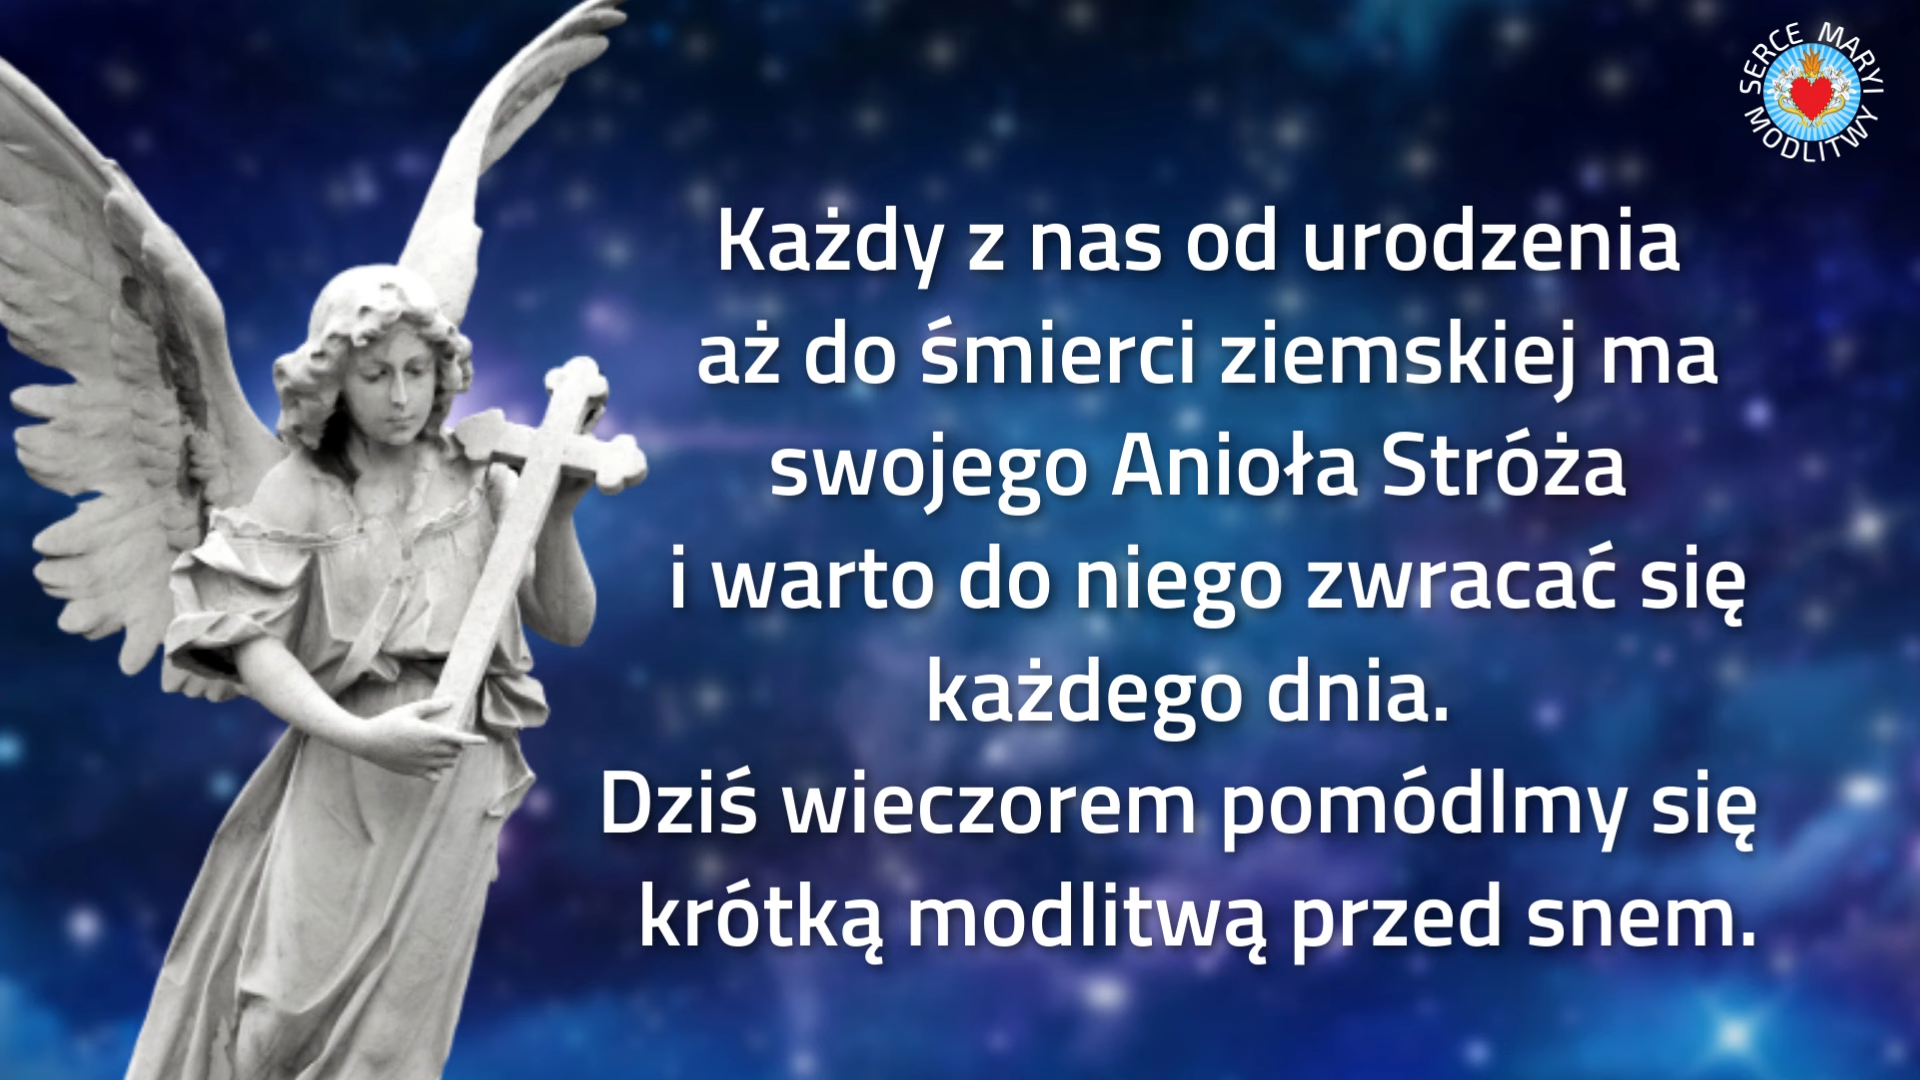 SERCE MARYI
MODLITWY
Każdy z nas od urodzenia
aż do śmierci ziemskiej ma
swojego Anioła Stróża
i warto do niego zwracać się
każdego dnia.
Dziś wieczorem pomódlmy się
krótką modlitwą przed snem.